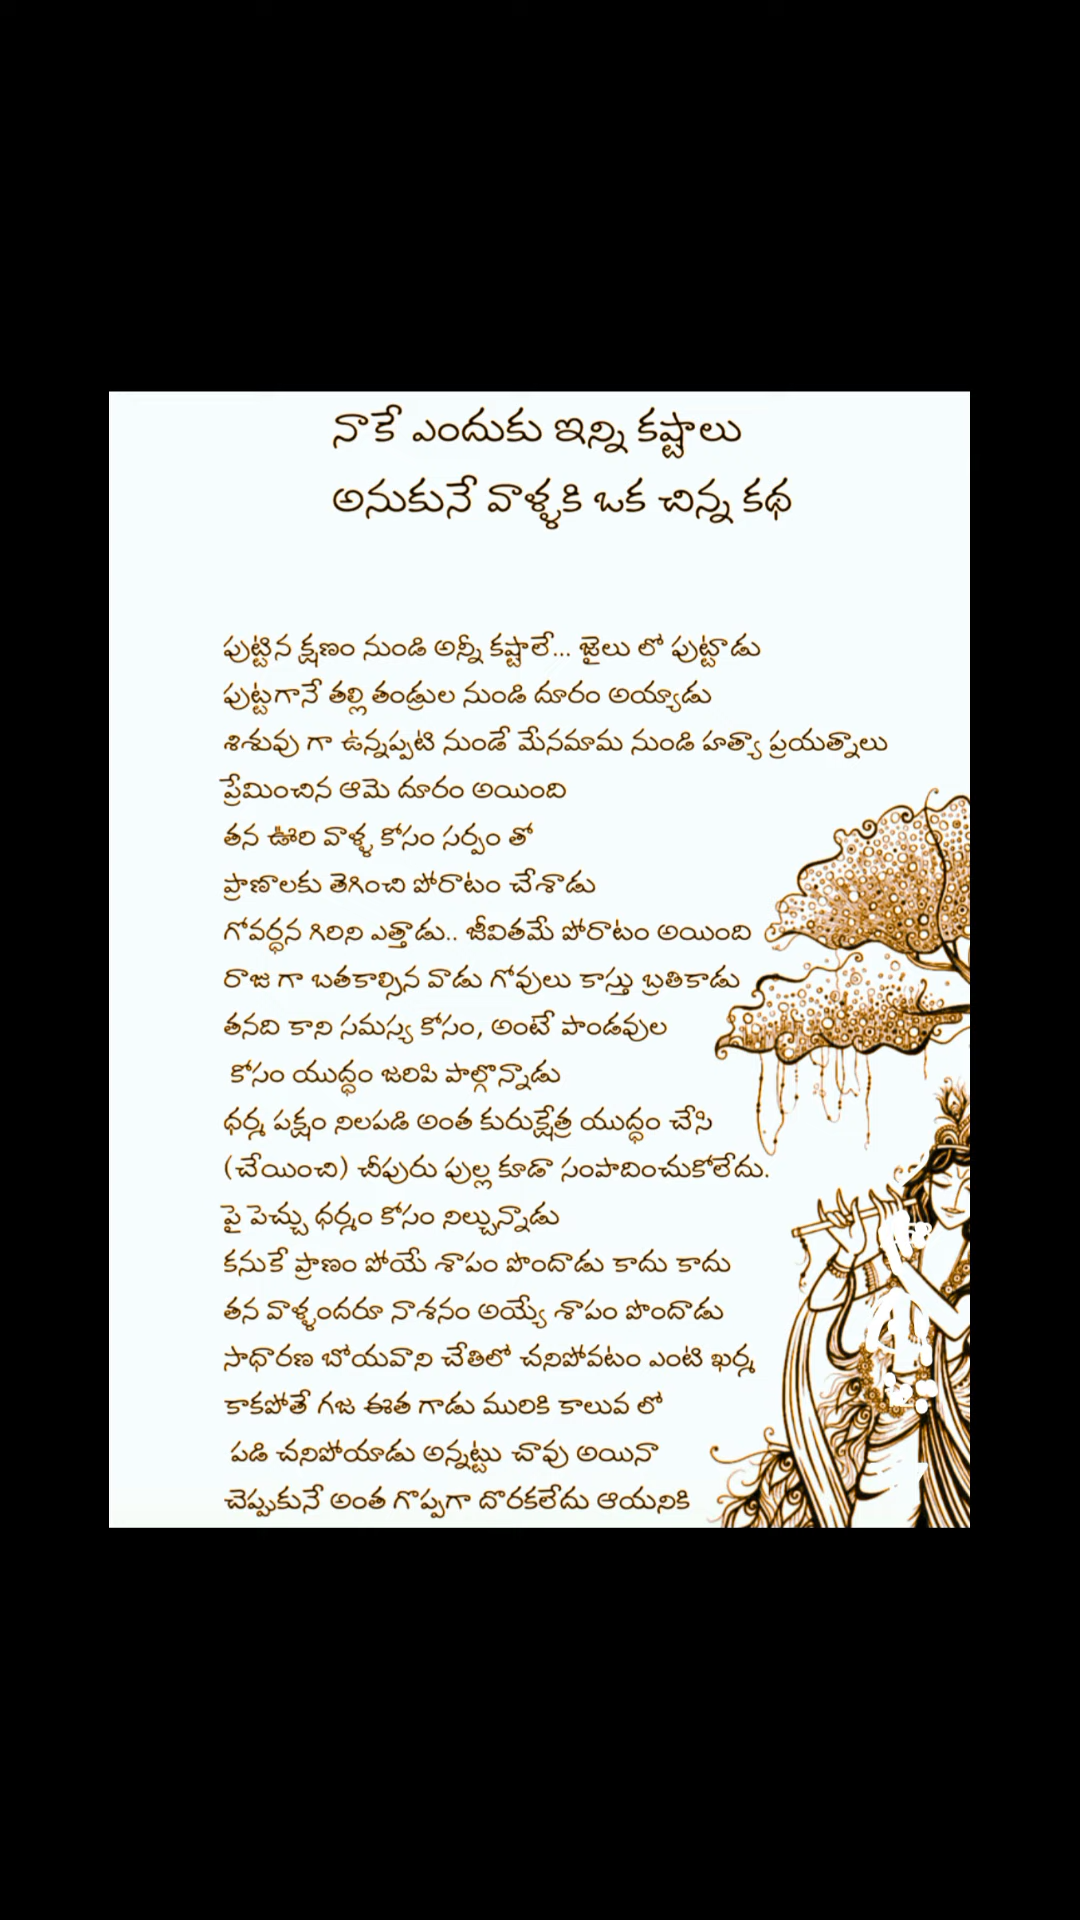 నాకే ఎందుకు ఇన్ని కష్టాలు
అనుకునే వాళ్ళకి ఒక చిన్న కథ
పుట్టిన క్షణం నుండి అన్నీ కష్టాలే... జైలు లో పుట్టాడు
పుట్టగానే తల్లి తండ్రుల నుండి దూరం అయ్యాడు
శిశువు గా ఉన్నప్పటి నుండే మేనమామ నుండి హత్యా ప్రయత్నాలు
ప్రేమించిన ఆమె దూరం అయింది
తన ఊరి వాళ్ళ కోసం సర్పం తో
ప్రాణాలకు తెగించి పోరాటం చేశాడు
గోవర్ధన గిరిని ఎత్తాడు.. జీవితమే పోరాటం అయింది
రాజు గా బతకాల్సిన వాడు గోవులు కాస్తు బ్రతికాడు
తనది కాని సమస్య కోసం, అంటే పాండవుల
కోసం యుద్ధం జరిపి పాల్గొన్నాడు
ధర్మ పక్షం నిలపడి అంత కురుక్షేత్ర యుద్ధం చేసి
(చేయించి) చీపురు పుల్ల కూడా సంపాదించుకోలేదు.
పై పెచ్చు ధర్మం కోసం నిల్చున్నాడు
కనుకే ప్రాణం పోయే శాపం పొందాడు కాదు కాదు
తన వాళ్ళందరూ నాశనం అయ్యే శాపం పొందాడు
సాధారణ బోయవాని చేతిలో చనిపోవటం ఎంటి ఖర్మ
కాకపోతే గజ ఈత గాడు మురికి కాలువ లో
పడి చనిపోయాడు అన్నట్టు చావు అయినా
చెప్పుకునే అంత గొప్పగా దొరకలేదు ఆయనికి